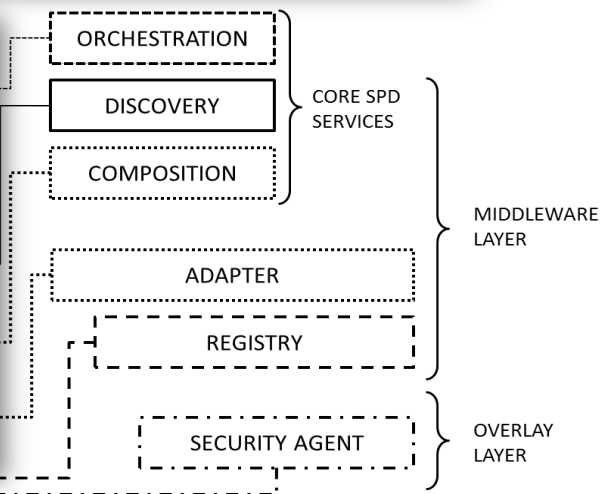 ORCHESTRATION
DISCOVERY
COMPOSITION
CORE SPD
SERVICES
MIDDLEWARE
LAYER
ADAPTER
REGISTRY
SECURITY AGENT
OVERLAY
LAYER